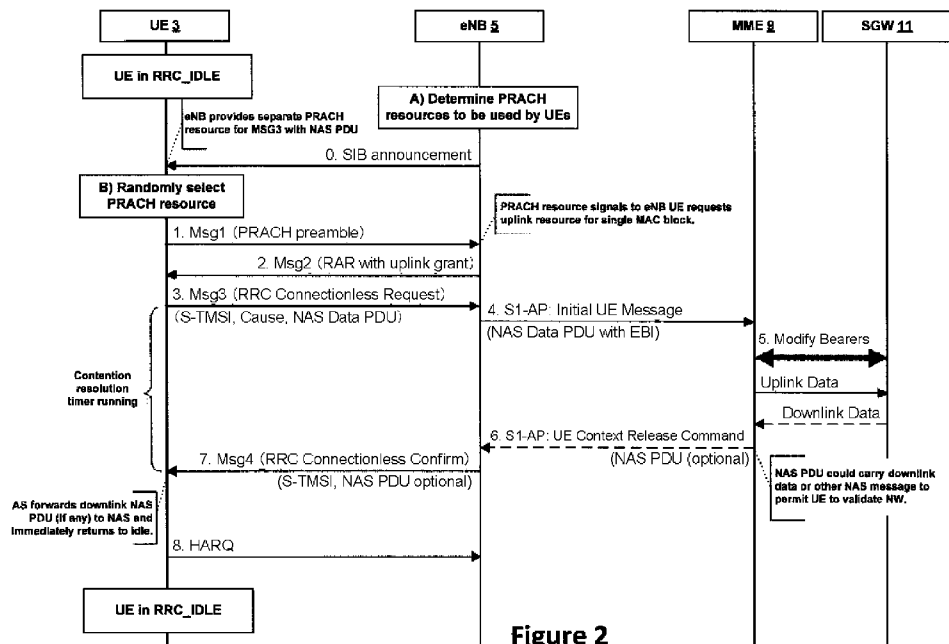 UE 3
eNB 5
MME 9
SGW 11
UE in RRC_IDLE
A) Determine PRACH
resources to be used by UEs
eNB provides separate PRACH
resource for MSG3 with NAS PDU
0. SIB announcement
B) Randomly select
PRACH resource
PRACH resource signals to eNB UE requests
uplink resource for single MAC block.
1. Msg1 (PRACH preamble)
2. Msg2 (RAR with uplink grant)
3. Msg3 (RRC Connectionless Request)
(S-TMSI, Cause, NAS Data PDU)
4. S1-AP: Initial UE Message
(NAS Data PDU with EBI)
5. Modify Bearers
Contention
resolution
timer running
Uplink Data
Downlink Data
6. S1-AP: UE Context Release Command
(NAS PDU (optional)
7. Msg4 (RRC Connectionless Confirm)
(S-TMSI, NAS PDU optional)
NAS PDU could carry downlink
data or other NAS message to
permit UE to validate NW.
AS forwards downlink NAS
PDU (if any) to NAS and
immediately returns to idle.
8. HARQ
UE in RRC_IDLE
Figure 2